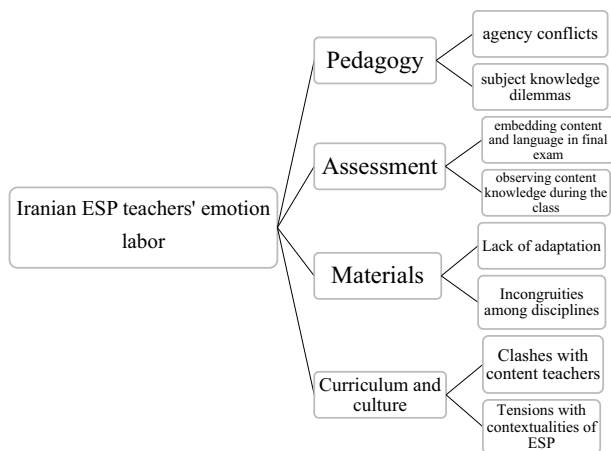 Iranian ESP teachers' emotion
labor
Pedagogy
agency conflicts
subject knowledge
dilemmas
Assessment
embedding content
and language in final
exam
observing content
knowledge during the
class
Materials
Lack of adaptation
Incongruities
among disciplines
Curriculum and
culture
Clashes with
content teachers
Tensions with
contextualities of
ESP